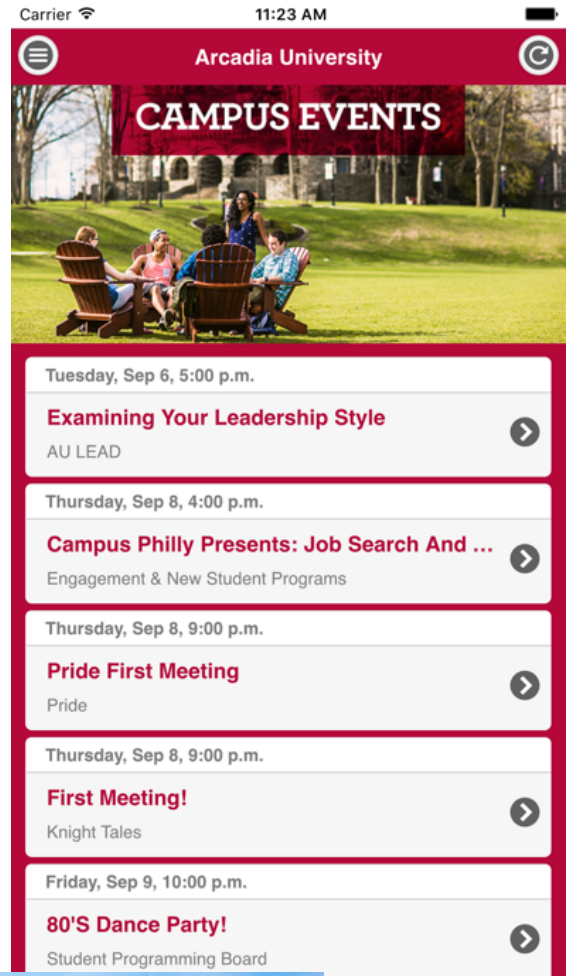 Carrier 11:23 AM
Arcadia University
CAMPUS EVENTS
Tuesday, Sep 6, 5:00 p.m.
Examining Your Leadership Style
AU LEAD
Thursday, Sep 8, 4:00 p.m.
Campus Philly Presents: Job Search And ...
Engagement & New Student Programs
Thursday, Sep 8, 9:00 p.m.
Pride First Meeting
Pride
Thursday, Sep 8, 9:00 p.m.
First Meeting!
Knight Tales
Friday, Sep 9, 10:00 p.m.
80'S Dance Party!
Student Programming Board